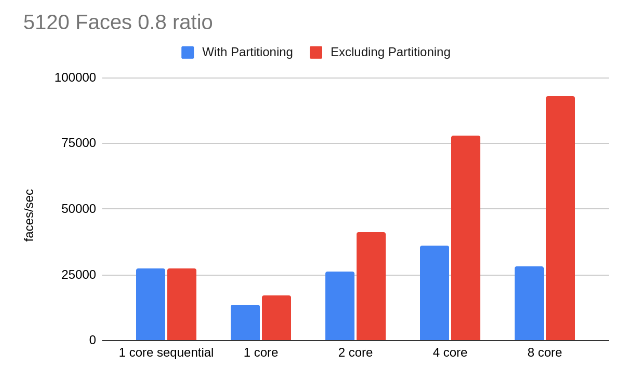 5120 Faces 0.8 ratio
With Partitioning
Excluding Partitioning
100000
75000
50000
25000
0
faces/sec
1 core sequential
1 core
2 core
4 core
8 core